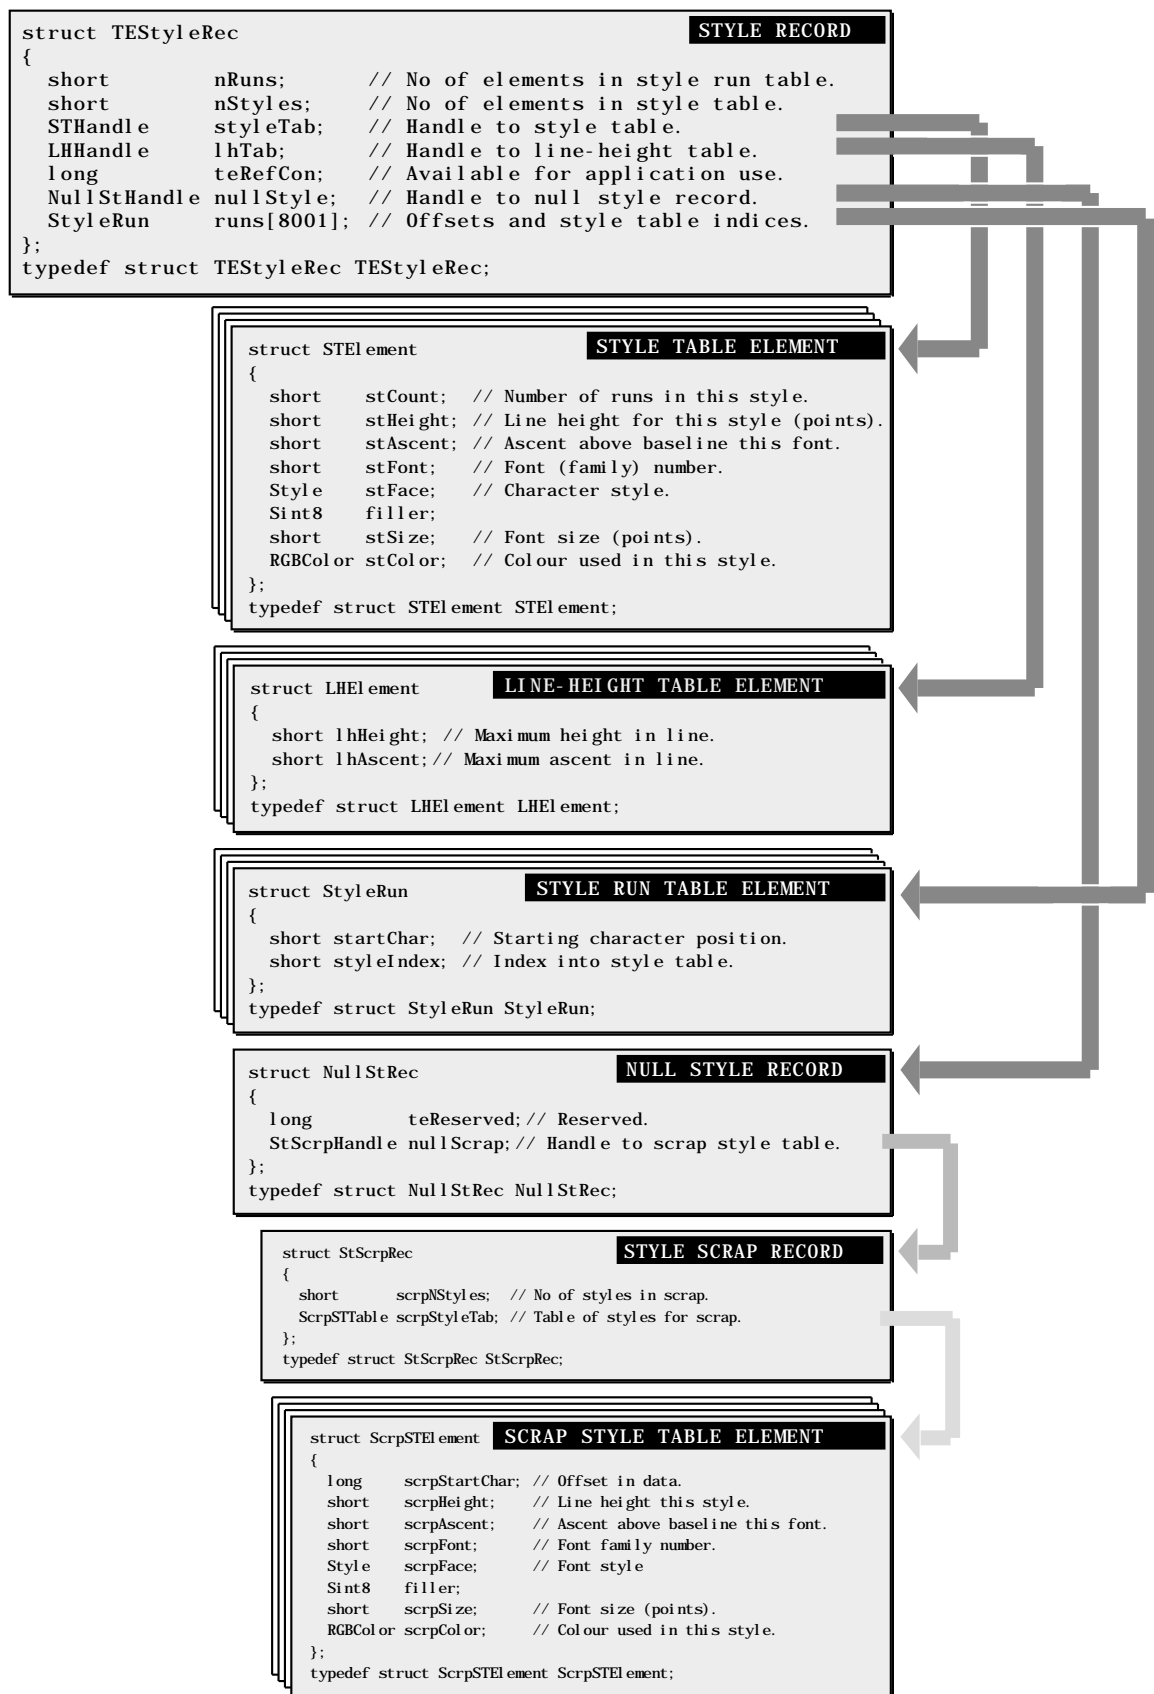 struct TEStyleRec STYLE RECORD
{
short nRuns; // No of elements in style run table.
short nStyles; // No of elements in style table.
STHandle styleTab; // Handle to style table.
LHHandle lhTab; // Handle to line-height table.
long teRefCon; // Available for application use.
NullStHandle nullStyle; // Handle to null style record.
StyleRun runs[8001]; // Offsets and style table indices.
};
typedef struct TEStyleRec TEStyleRec;
struct STElement STYLE TABLE ELEMENT
{
short stCount; // Number of runs in this style.
short stHeight; // Line height for this style (points).
short stAscent; // Ascent above baseline this font.
short stFont; // Font (family) number.
Style stFace; // Character style.
Sint8 filler;
short stSize; // Font size (points).
RGBColor stColor; // Colour used in this style.
};
typedef struct STElement STElement;
struct LHElement LINE-HEIGHT TABLE ELEMENT
{
short lhHeight; // Maximum height in line.
short lhAscent; // Maximum ascent in line.
};
typedef struct LHElement LHElement;
struct StyleRun STYLE RUN TABLE ELEMENT
{
short startChar; // Starting character position.
short styleIndex; // Index into style table.
};
typedef struct StyleRun StyleRun;
struct NullStRec NULL STYLE RECORD
{
long teReserved; // Reserved.
StScrpHandle nullScrap; // Handle to scrap style table.
};
typedef struct NullStRec NullStRec;
struct StScrpRec STYLE SCRAP RECORD
{
short scrpNStyles; // No of styles in scrap.
ScrpSTTable scrpStyleTab; // Table of styles for scrap.
};
typedef struct StScrpRec StScrpRec;
struct ScrpSTElement SCRAP STYLE TABLE ELEMENT
{
long scrpStartChar; // Offset in data.
short scrpHeight; // Line height this style.
short scrpAscent; // Ascent above baseline this font.
short scrpFont; // Font family number.
Style scrpFace; // Font style
Sint8 filler;
short scrpSize; // Font size (points).
RGBColor scrpColor; // Colour used in this style.
};
typedef struct ScrpSTElement ScrpSTElement;